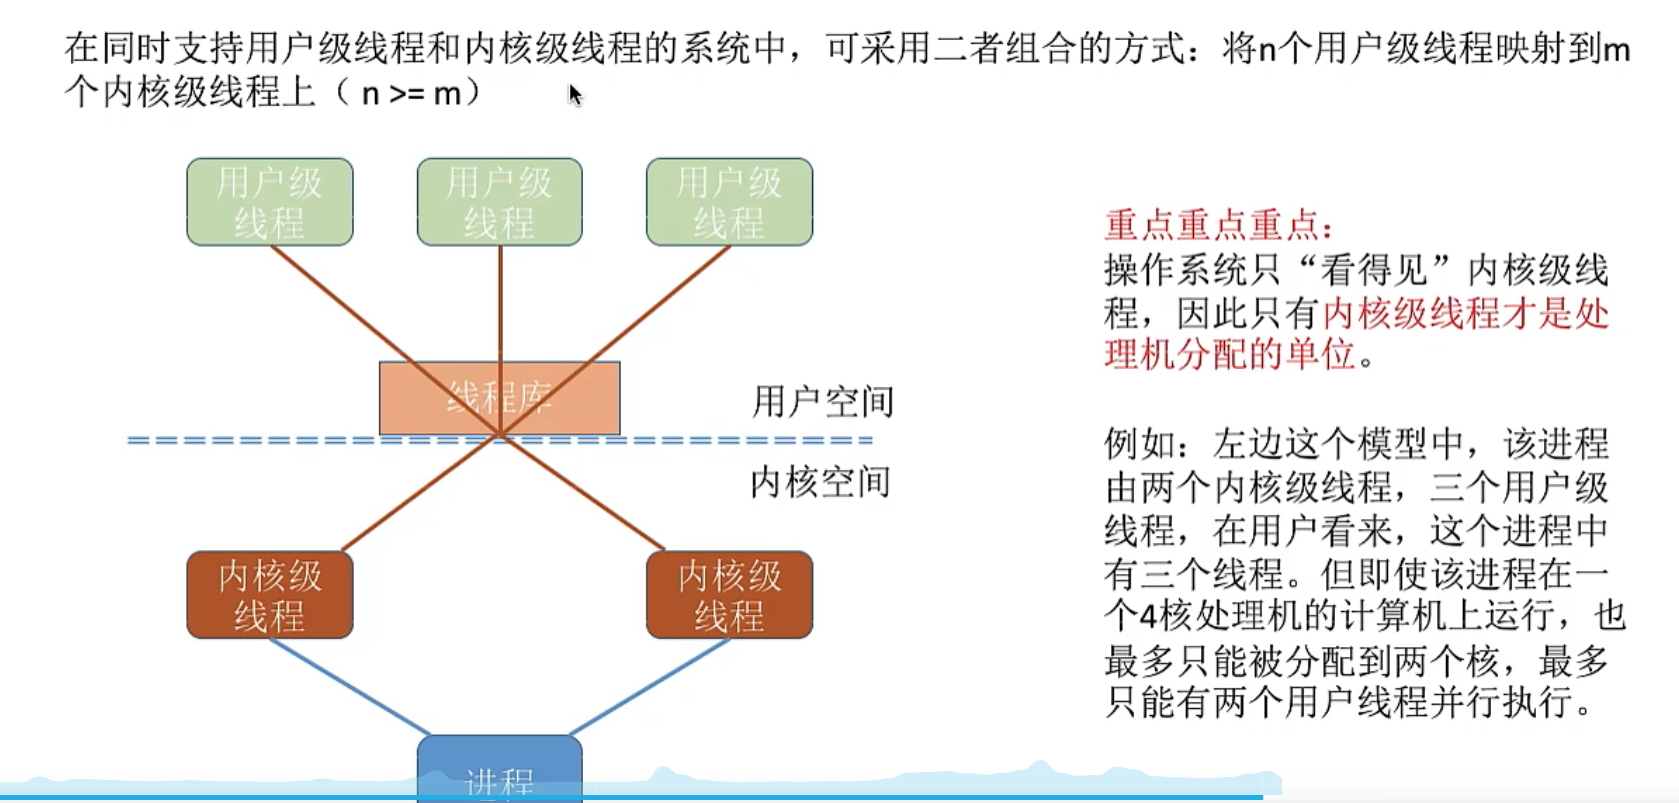 在同时支持用户级线程和内核级线程的系统中，可采用二者组合的方式：将n个用户级线程映射到m
个内核级线程上（ n >= m）
用户级
线程
用户级
线程
用户级
线程
线程库
用户空间
内核空间
内核级
线程
内核级
线程
进程
重点重点重点：
操作系统只“看得见”内核级线
程，因此只有内核级线程才是处
理机分配的单位。
例如：左边这个模型中，该进程
由两个内核级线程，三个用户级
线程，在用户看来，这个进程中
有三个线程。但即使该进程在一
个4核处理机的计算机上运行，也
最多只能被分配到两个核，最多
只能有两个用户线程并行执行。